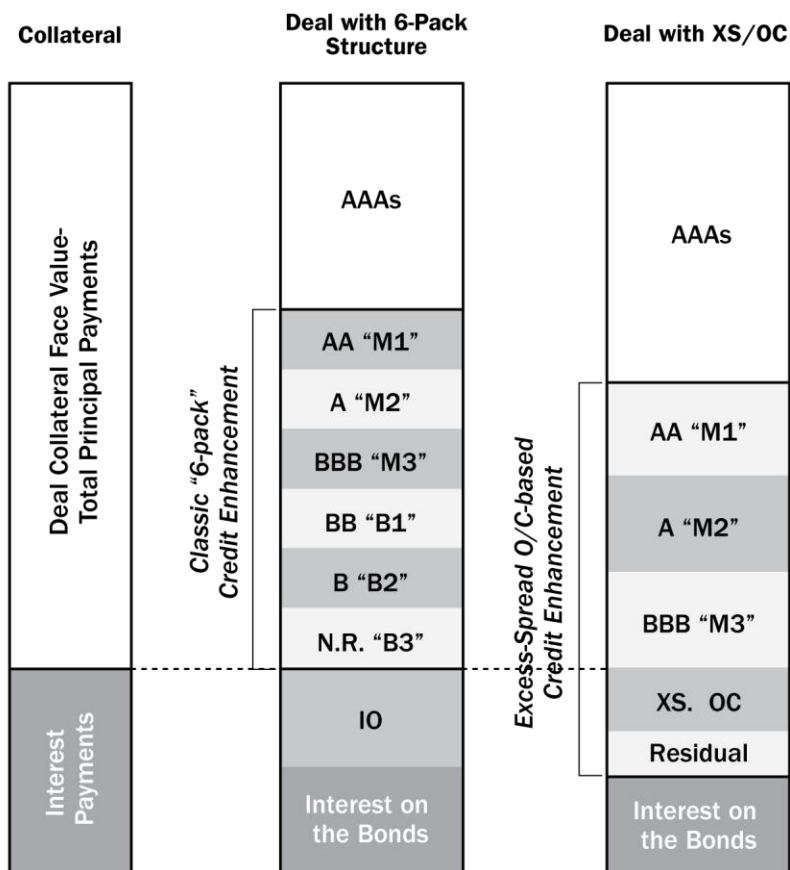 Collateral
Deal with 6-Pack
Structure
Deal with XS/OC
Deal Collateral Face Value-
Total Principal Payments
Interest
Payments
Classic “6-pack”
Credit Enhancement
AAAs
AA “M1”
A “M2”
BBB “M3”
BB “B1”
B “B2”
N.R. “B3”
IO
Interest on
the Bonds
Excess-Spread O/C-based
Credit Enhancement
AAAs
AA “M1”
A “M2”
BBB “M3”
XS. OC
Residual
Interest on
the Bonds